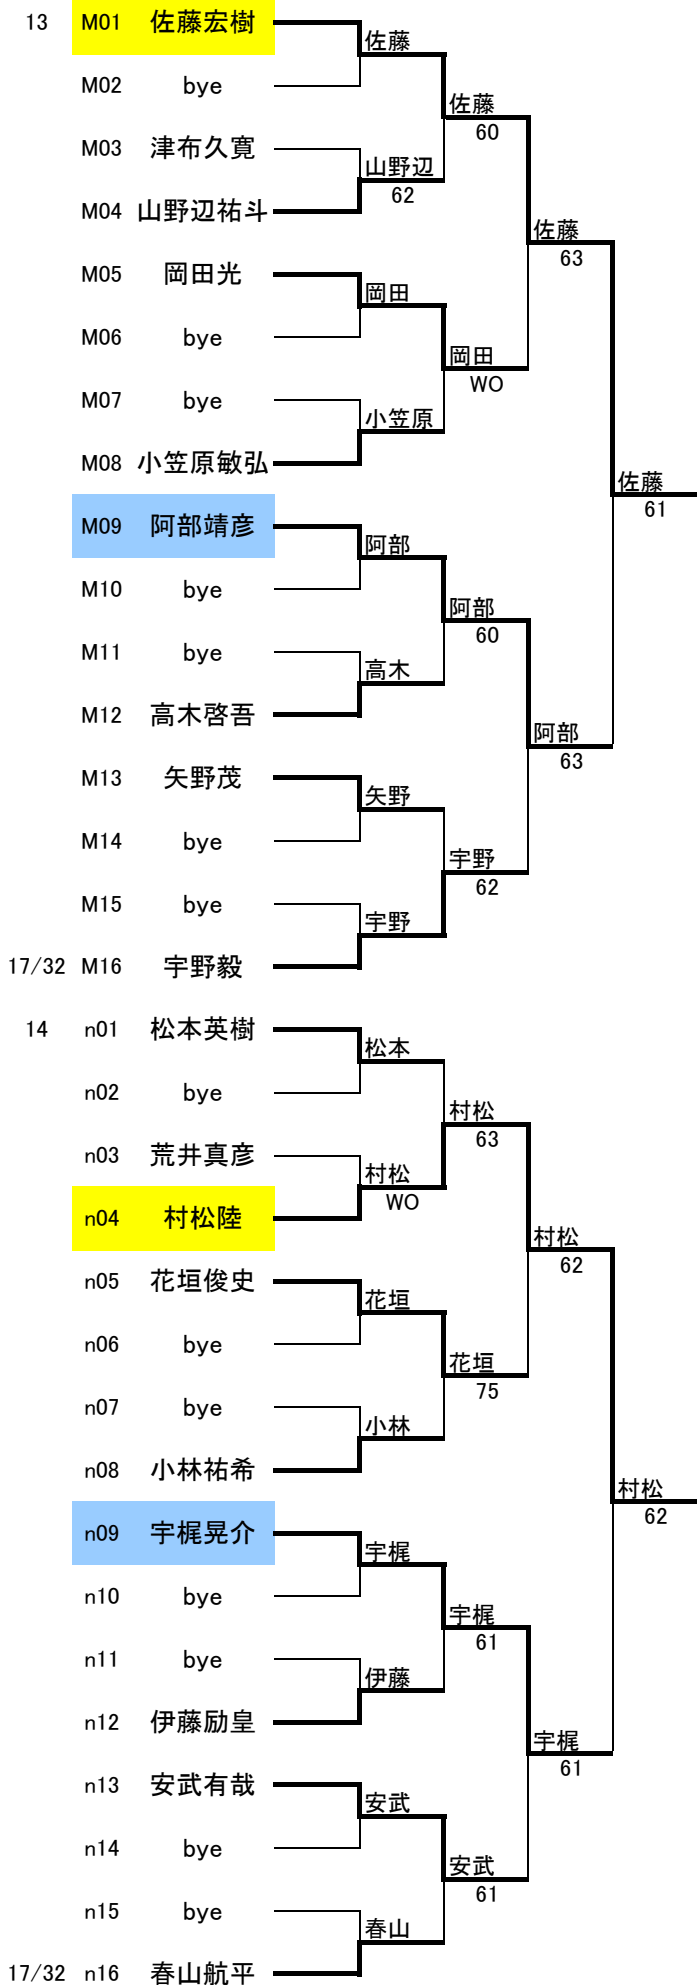 13 M01 佐藤宏樹
佐藤
M02 bye
佐藤
60
M03 津布久寛
山野辺
62
M04 山野辺祐斗
佐藤
63
M05 岡田光
岡田
M06 bye
岡田
WO
M07 bye
小笠原
M08 小笠原敏弘
佐藤
61
M09 阿部靖彦
阿部
M10 bye
阿部
60
M11 bye
高木
M12 高木啓吾
阿部
63
M13 矢野茂
矢野
M14 bye
宇野
62
M15 bye
宇野
17/32 M16 宇野毅
14 n01 松本英樹
松本
n02 bye
村松
63
n03 荒井真彦
村松
WO
n04 村松陸
村松
62
n05 花垣俊史
花垣
n06 bye
花垣
75
n07 bye
小林
n08 小林祐希
村松
62
n09 宇梶晃介
宇梶
n10 bye
宇梶
61
n11 bye
伊藤
n12 伊藤励皇
宇梶
61
n13 安武有哉
安武
n14 bye
安武
61
n15 bye
春山
17/32 n16 春山航平